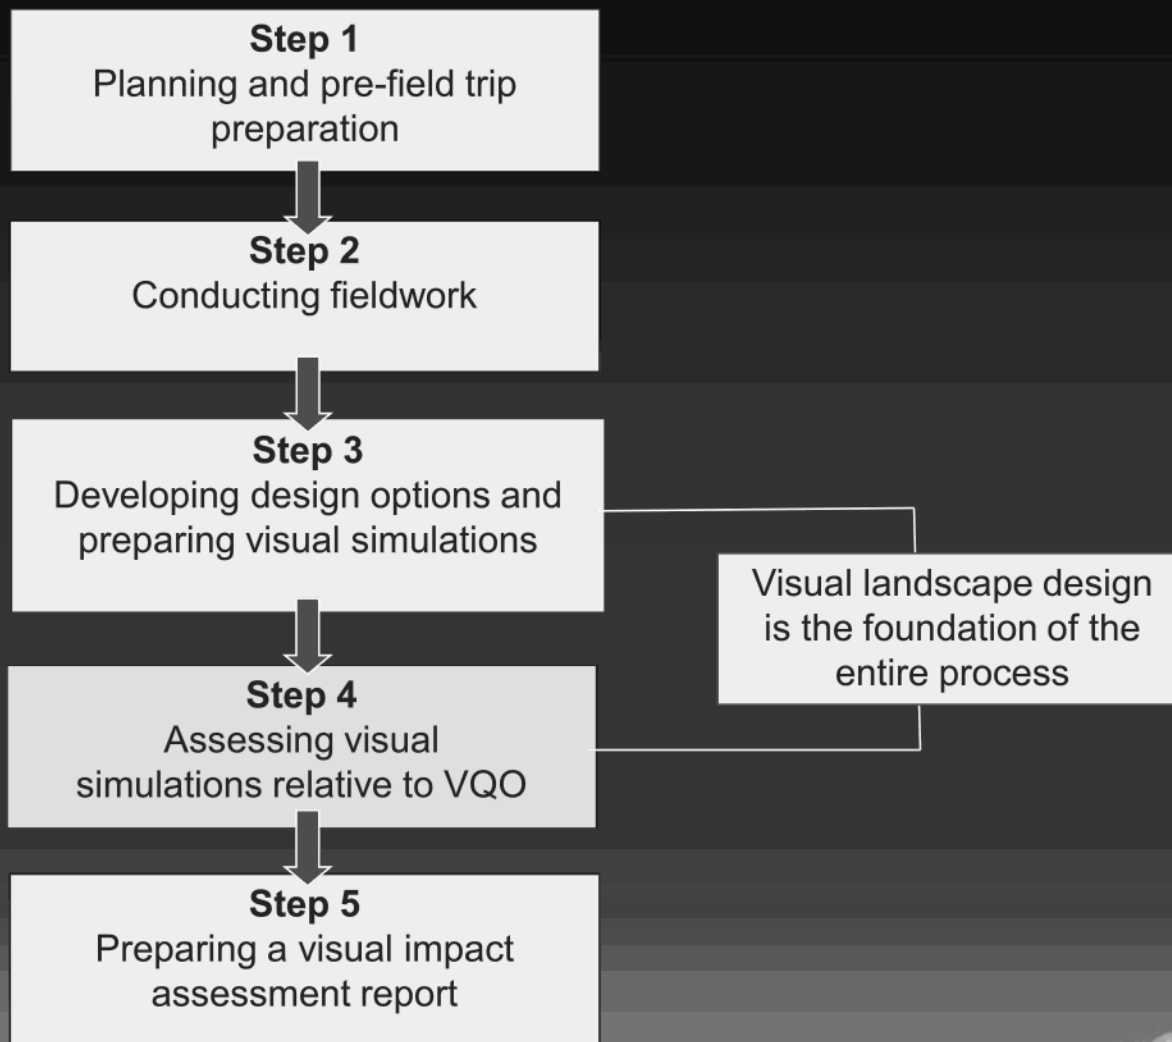 Step 1
Planning and pre-field trip
preparation
Step 2
Conducting fieldwork
Step 3
Developing design options and
preparing visual simulations
Visual landscape design
is the foundation of the
entire process
Step 4
Assessing visual
simulations relative to VQO
Step 5
Preparing a visual impact
assessment report